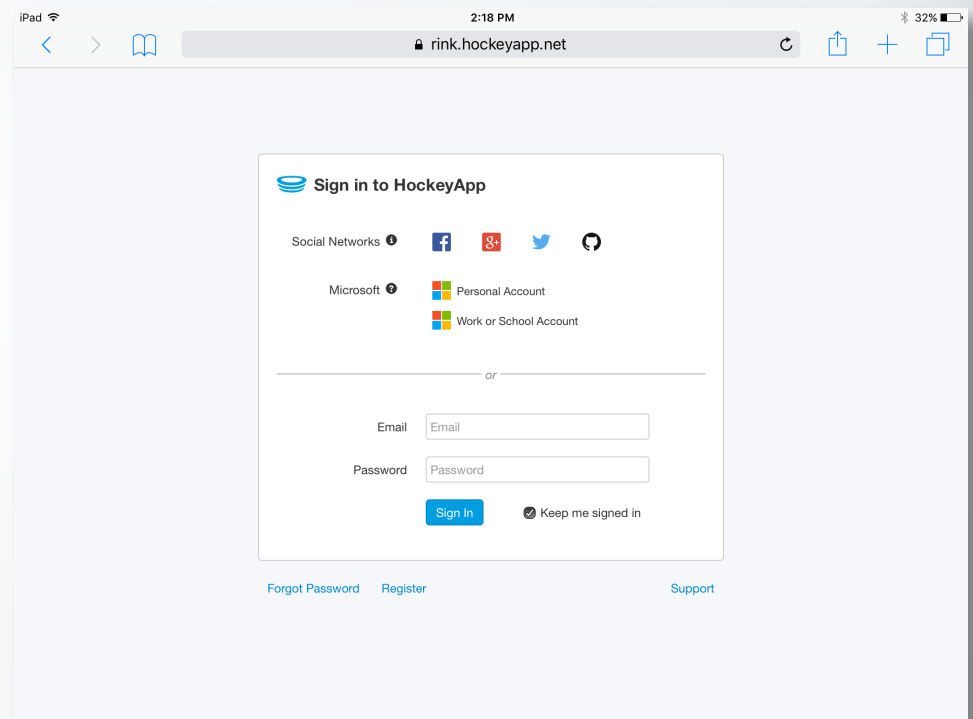 iPad 2:18 PM 32%
rink.hockeyapp.net
Sign in to HockeyApp
Social Networks
Microsoft
Personal Account
Work or School Account
or
Email Email
Password Password
Sign In Keep me signed in
Forgot Password Register Support